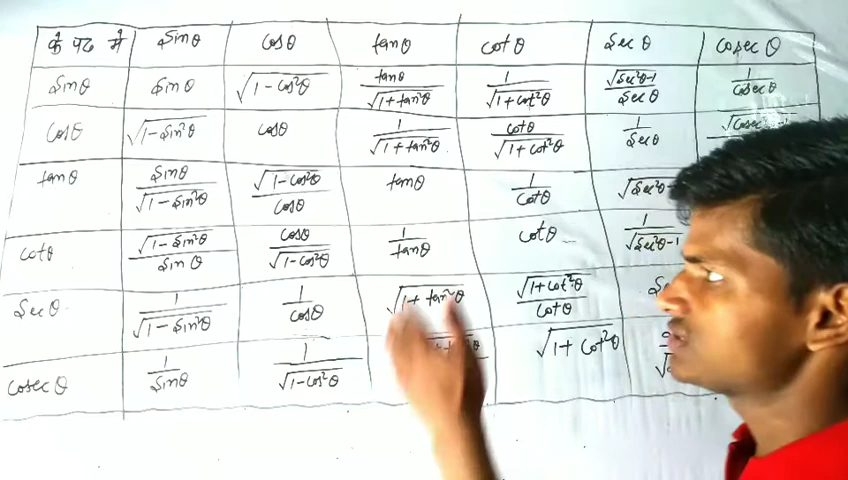 के पद में sinθ cosθ tanθ cotθ secθ cosecθ
sinθ sinθ √(1-cos²θ) tanθ/√(1+tan²θ) 1/√(1+cot²θ) √(sec²θ-1)/secθ 1/cosecθ
cosθ √(1-sin²θ) cosθ 1/√(1+tan²θ) cotθ/√(1+cot²θ) 1/secθ
tanθ sinθ/√(1-sin²θ) √(1-cos²θ)/cosθ tanθ 1/cotθ
cotθ √(1-sin²θ)/sinθ cosθ/√(1-cos²θ) 1/tanθ cotθ 1/√(sec²θ-1)
secθ 1/√(1-sin²θ) 1/cosθ √(1+tan²θ) √(1+cot²θ)/cotθ
cosecθ 1/sinθ 1/√(1-cos²θ) √(1+cot²θ)